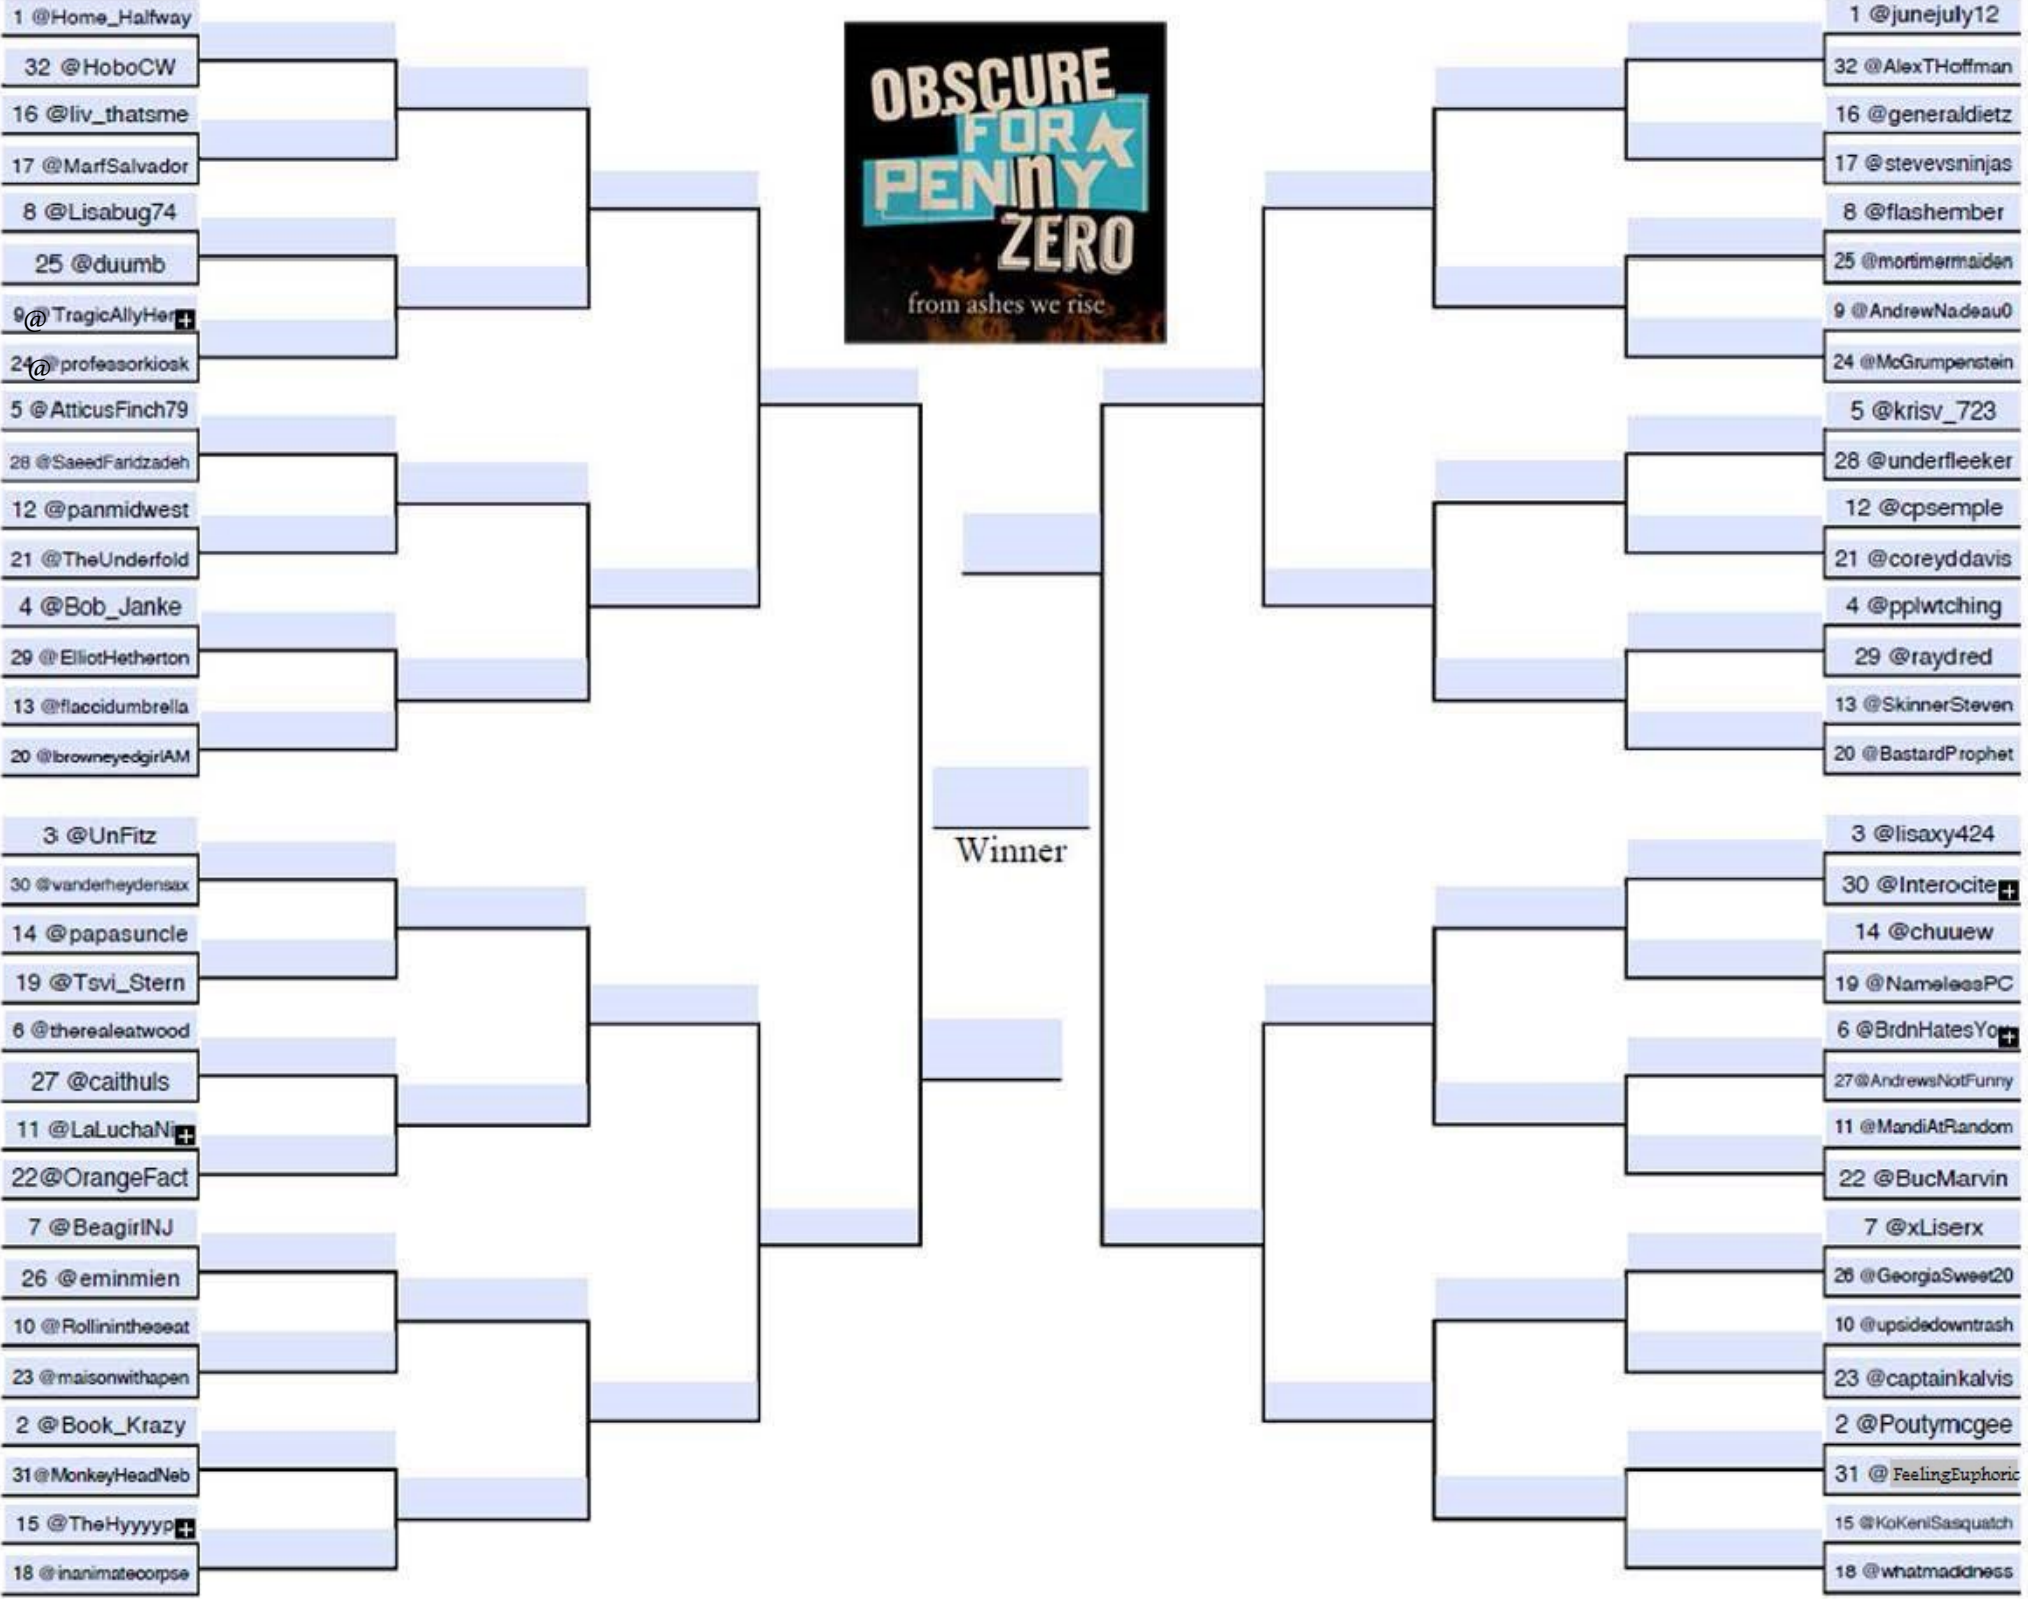 1 @Home_Halfway
32 @HoboCW
16 @liv_thatsme
17 @MarfSalvador
8 @Lisabug74
25 @duumb
9 @TragicAllyHer
24 @professorkiosk
5 @AtticusFinch79
28 @SaeedFaridzadeh
12 @panmidwest
21 @TheUnderfold
4 @Bob_Janke
29 @ElliotHetherton
13 @flaccidumbrella
20 @browneyedgirlAM
3 @UnFitz
30 @vanderheydensax
14 @papasuncle
19 @Tsvi_Stern
6 @therealeatwood
27 @caithuls
11 @LaLuchaNi
22@OrangeFact
7 @BeagirlNJ
26 @eminmien
10 @Rollinintheseat
23 @maisonwithapen
2 @Book_Krazy
31@MonkeyHeadNeb
15 @TheHyyyyp
18 @inanimatecorpse
OBSCURE
FOR A
PENNY
ZERO
from ashes we rise
Winner
1 @junejuly12
32 @AlexTHoffman
16 @generaldietz
17 @stevevsninjas
8 @flashember
25 @mortimermaiden
9 @AndrewNadeau0
24 @McGrumpenstein
5 @krisv_723
28 @underfleeker
12 @cpsemple
21 @coreyddavis
4 @pplwtching
29 @raydred
13 @SkinnerSteven
20 @BastardProphet
3 @lisaxy424
30 @Interocite
14 @chuuew
19 @NamelessPC
6 @BrdnHatesYou
27@AndrewsNotFunny
11 @MandiAtRandom
22 @BucMarvin
7 @xLiserx
26 @GeorgiaSweet20
10 @upsidedowntrash
23 @captainkalvis
2 @Poutymcgee
31 @FeelingEuphoric
15 @KoKeniSasquatch
18 @whatmaddness